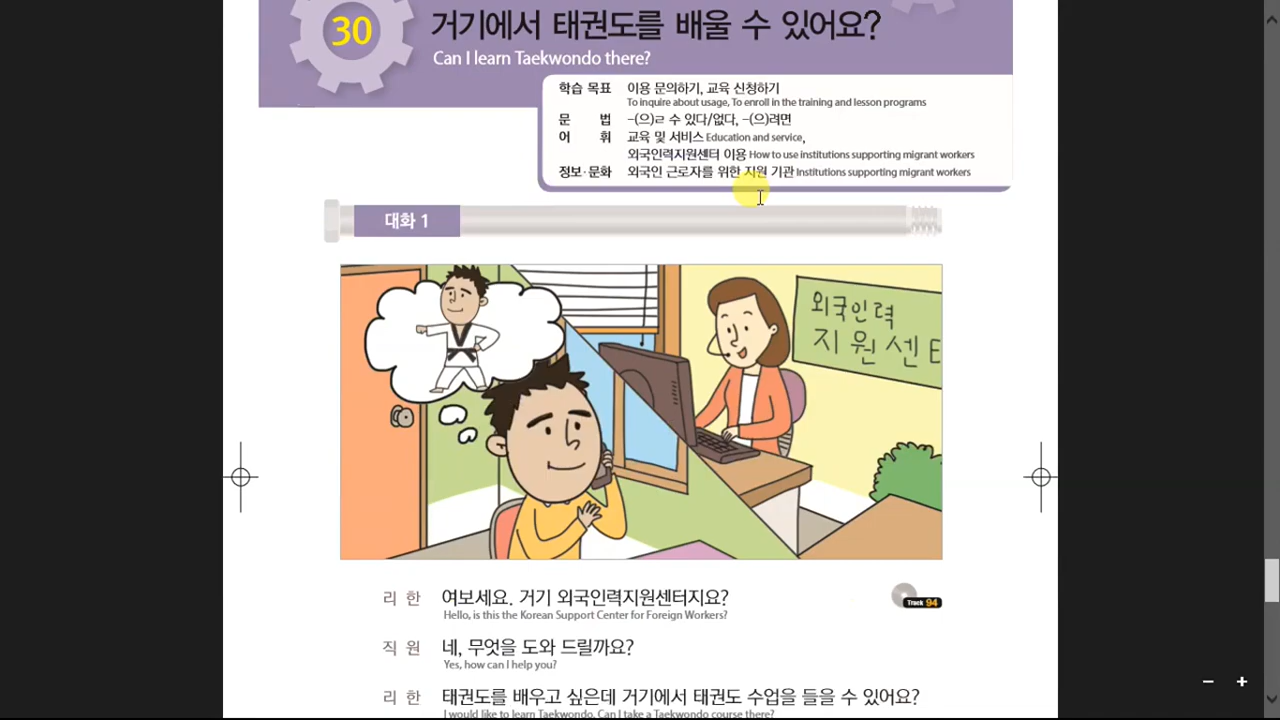 30
거기에서 태권도를 배울 수 있어요?
Can I learn Taekwondo there?
학습 목표 이용 문의하기, 교육 신청하기
To inquire about usage, To enroll in the training and lesson programs
문 법 -(으)ㄹ 수 있다/없다, -(으)려면
어 휘 교육 및 서비스 Education and service,
외국인력지원센터 이용 How to use institutions supporting migrant workers
정보·문화 외국인 근로자를 위한 지원 기관 Institutions supporting migrant workers
대화 1
외국인력
지원센터
리 한 여보세요. 거기 외국인력지원센터지요?
Track 94
Hello, is this the Korean Support Center for Foreign Workers?
직 원 네, 무엇을 도와 드릴까요?
Yes, how can I help you?
리 한 태권도를 배우고 싶은데 거기에서 태권도 수업을 들을 수 있어요?
I would like to learn Taekwondo. Can I take a Taekwondo course there?